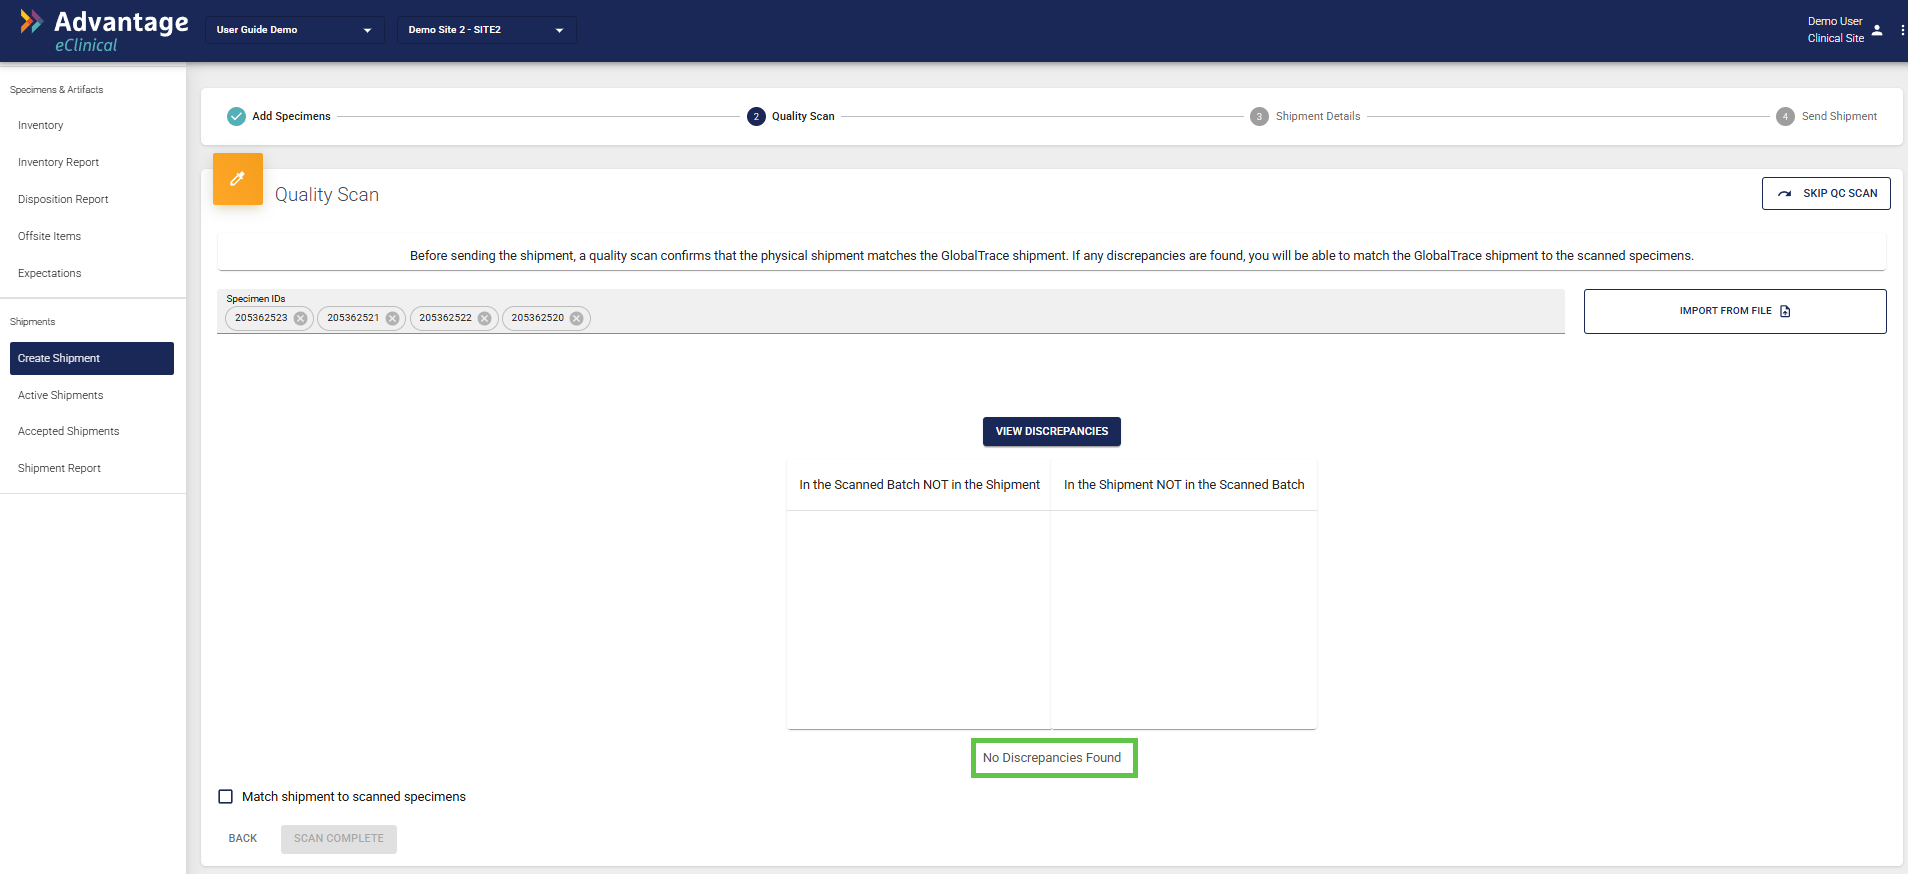 Advantage
eClinical
User Guide Demo
Demo Site 2 - SITE2
Demo User
Clinical Site
Specimens & Artifacts
Inventory
Inventory Report
Disposition Report
Offsite Items
Expectations
Shipments
Create Shipment
Active Shipments
Accepted Shipments
Shipment Report
Add Specimens
2 Quality Scan
3 Shipment Details
4 Send Shipment
Quality Scan
SKIP QC SCAN
Before sending the shipment, a quality scan confirms that the physical shipment matches the GlobalTrace shipment. If any discrepancies are found, you will be able to match the GlobalTrace shipment to the scanned specimens.
Specimen IDs
205362523 205362521 205362522 205362520
IMPORT FROM FILE
VIEW DISCREPANCIES
In the Scanned Batch NOT in the Shipment
In the Shipment NOT in the Scanned Batch
No Discrepancies Found
Match shipment to scanned specimens
BACK
SCAN COMPLETE